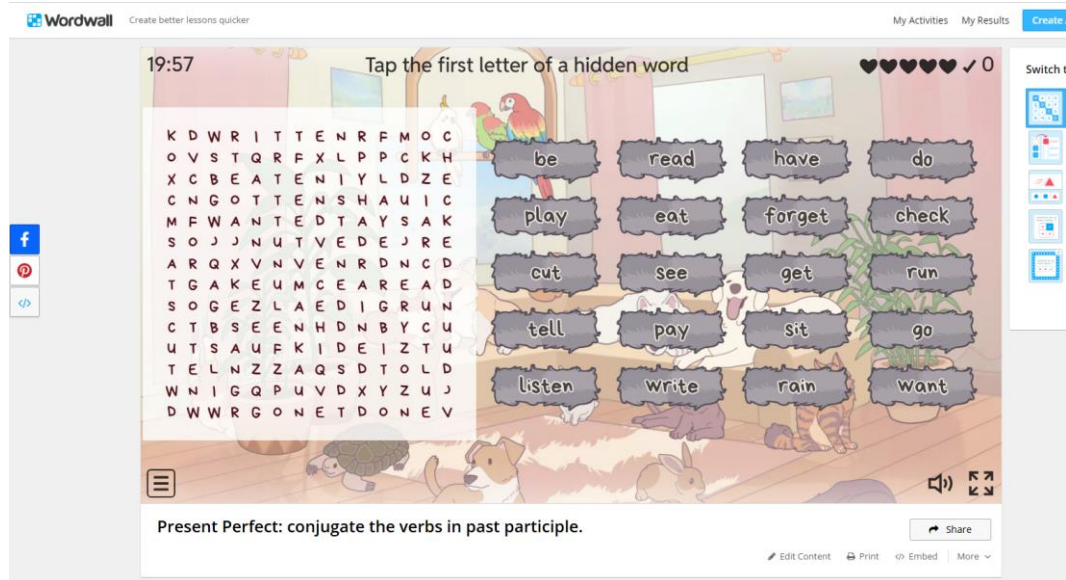 Wordwall Create better lessons quicker My Activities My Results Create
19:57 Tap the first letter of a hidden word 0
Switch t
K D W R I T T E N R F M O C
O V S T Q R F X L P P C K H
X C B E A T E N I Y L D Z E
C N G O T T E N S H A U I C
M F W A N T E D T A Y S A K
S O J J N U T V E D E J R E
A R Q X V N V E N R D N C D
T G A K E U M C E A R E A D
S O G E Z L A E D I G R U N
C T B S E E N H D N B Y C U
U T S A U F K I D E I Z T U
T E L N Z Z A Q S D T O L D
W N I G Q P U V D X Y Z U J
D W W R G O N E T D O N E V
be read have do
play eat forget check
cut see get run
tell pay sit go
listen write rain want
Present Perfect: conjugate the verbs in past participle.
Share
Edit Content Print Embed More